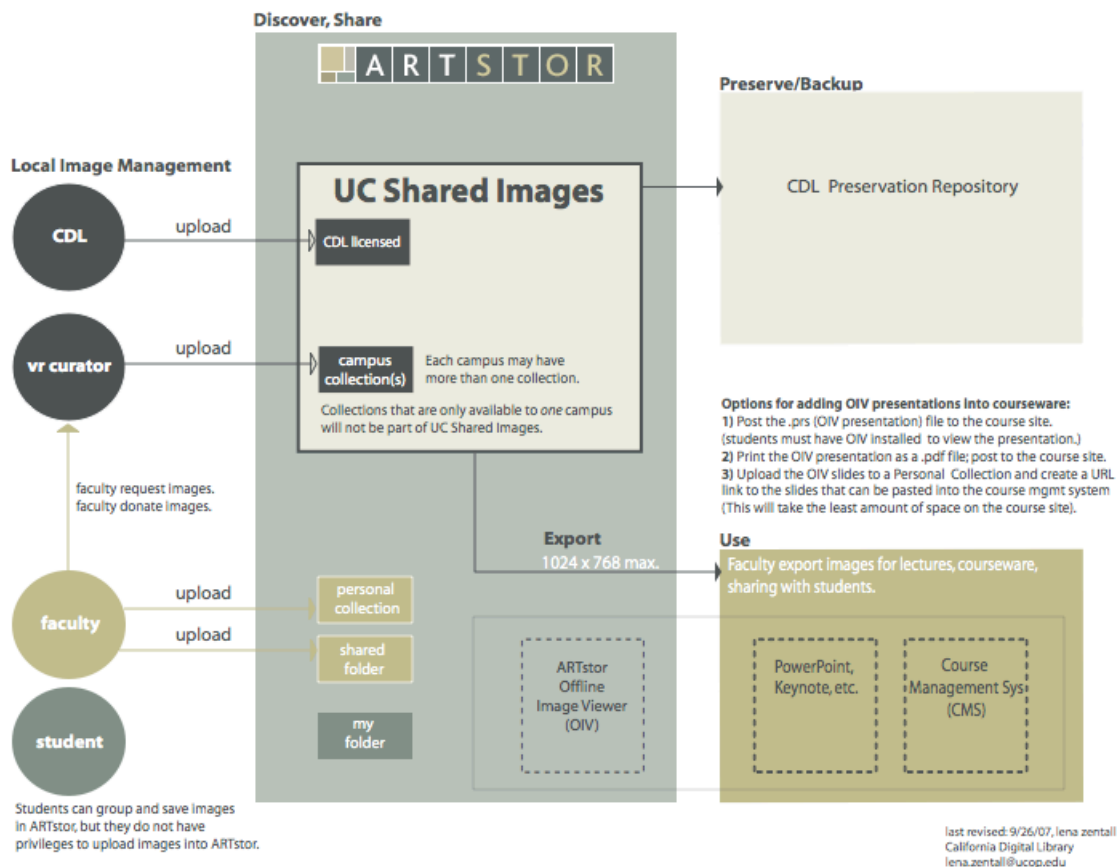 Discover, Share
ARTSTOR
Preserve/Backup
Local Image Management
UC Shared Images
CDL Preservation Repository
CDL
upload
CDL licensed
vr curator
upload
campus
collection(s)
Each campus may have
more than one collection.
Collections that are only available to one campus
will not be part of UC Shared Images.
Options for adding OIV presentations into courseware:
1) Post the .prs (OIV presentation) file to the course site.
(students must have OIV installed to view the presentation.)
2) Print the OIV presentation as a .pdf file; post to the course site.
3) Upload the OIV slides to a Personal Collection and create a URL
link to the slides that can be pasted into the course mgmt system
(This will take the least amount of space on the course site).
faculty request images.
faculty donate images.
Export
1024 x 768 max.
Use
Faculty export images for lectures, courseware,
sharing with students.
faculty
upload
personal
collection
upload
shared
folder
ARTstor
Offline
Image Viewer
(OIV)
PowerPoint,
Keynote, etc.
Course
Management Sys
(CMS)
student
my
folder
Students can group and save images
in ARTstor, but they do not have
privileges to upload images into ARTstor.
last revised: 9/26/07, lena zentall
California Digital Library
lena.zentall@ucop.edu